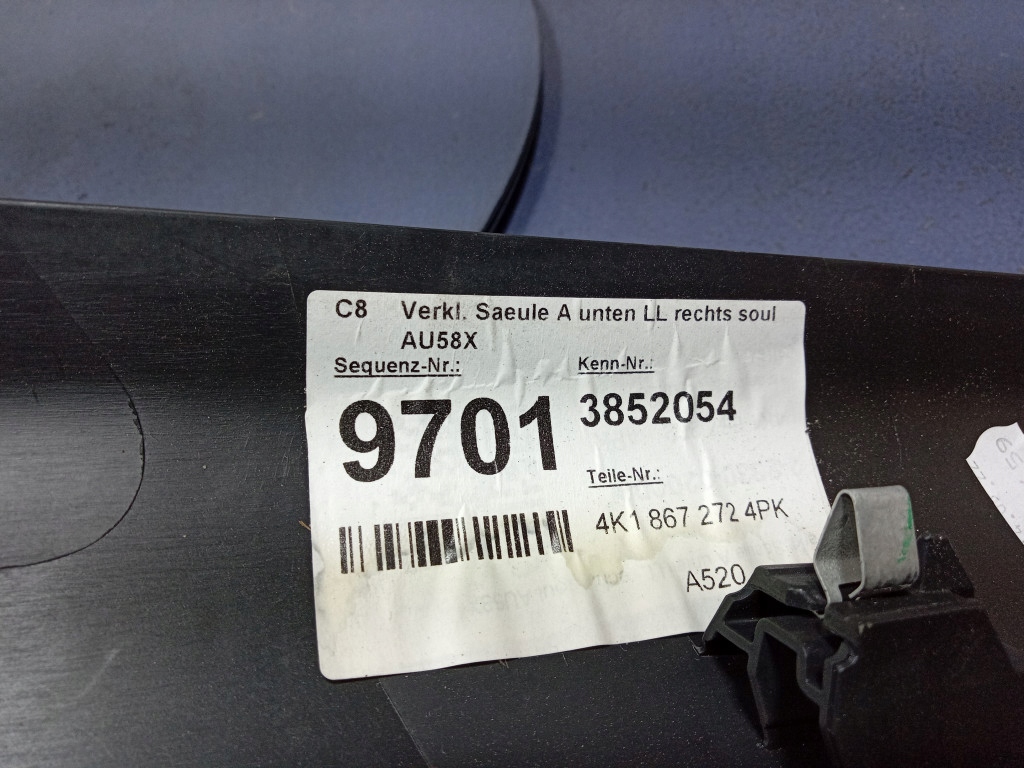 C8 Verkl. Saeule A unten LL rechts soul
AU58X
Sequenz-Nr.: Kenn-Nr.:
9701 3852054
Teile-Nr.:
4K1 867 272 4PK
A520
65